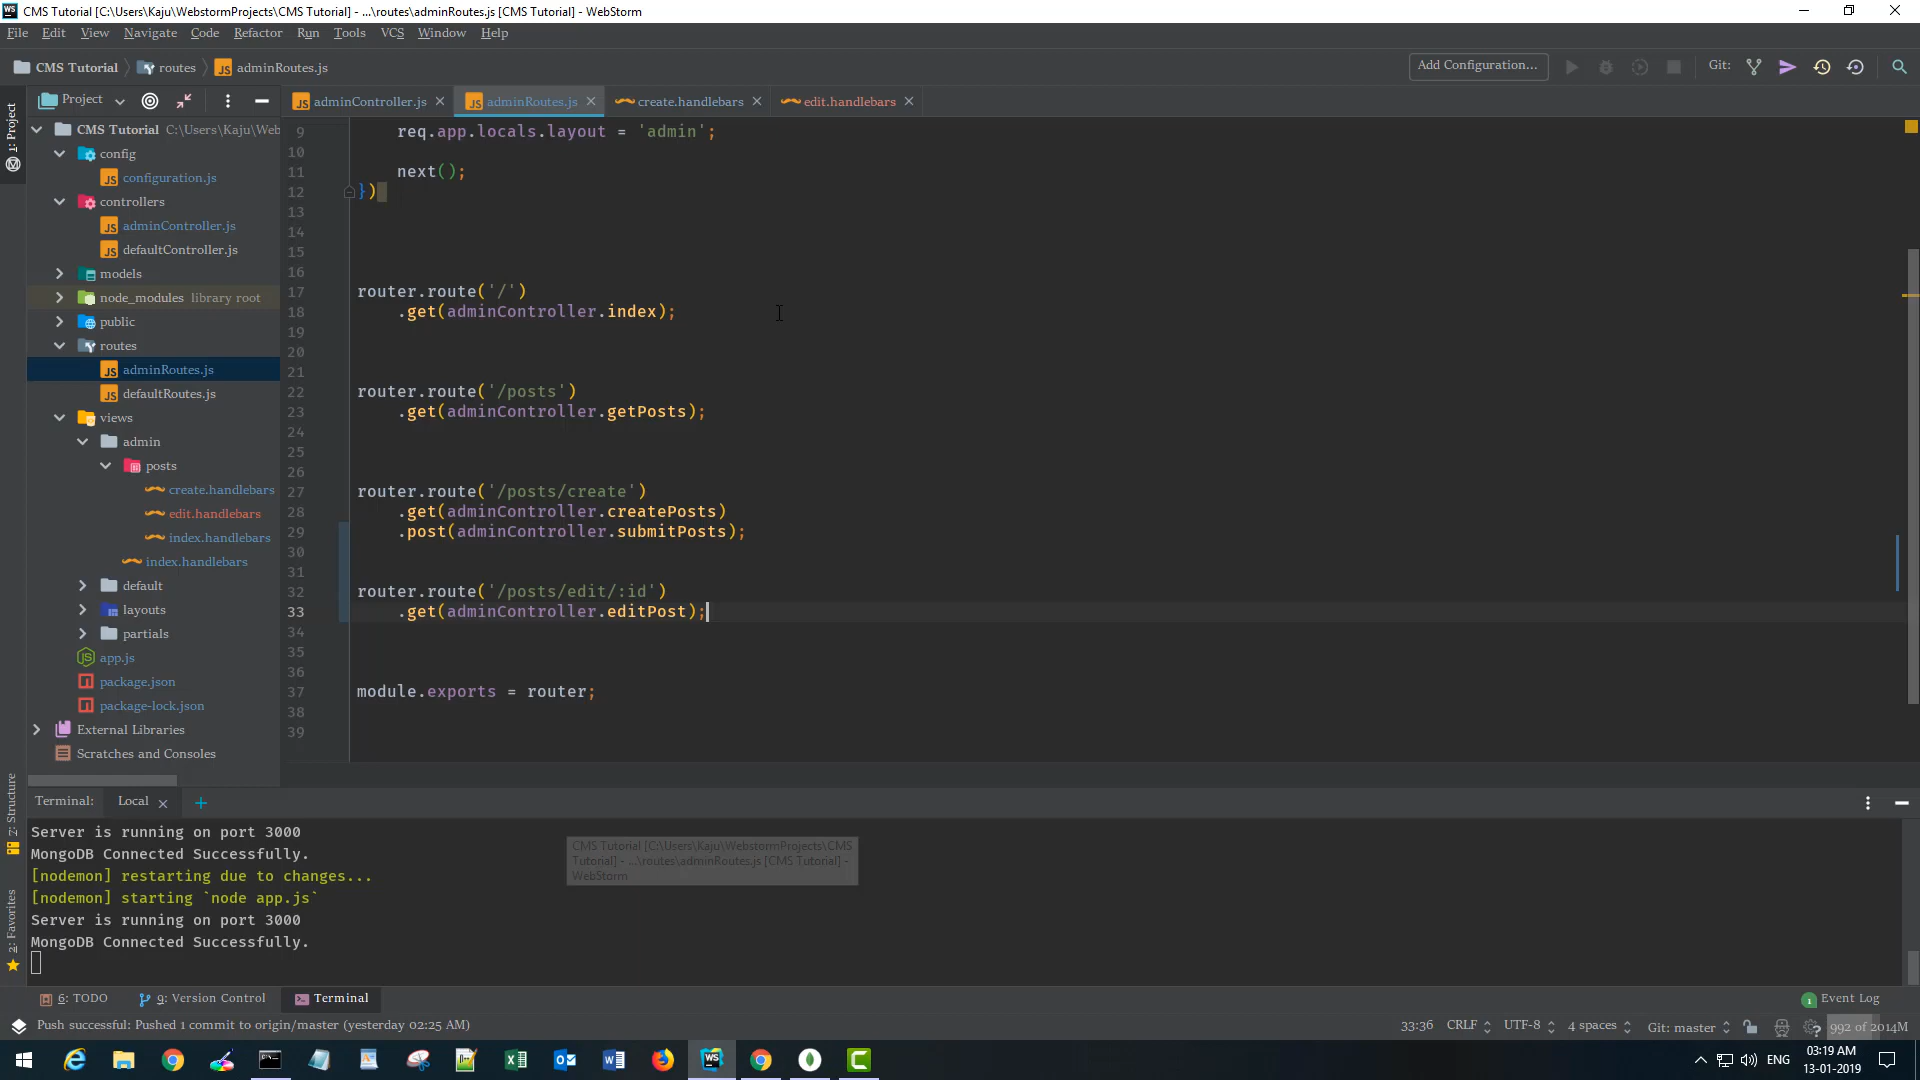 CMS Tutorial [C:\Users\Kaju\WebstormProjects\CMS Tutorial] - ...\routes\adminRoutes.js [CMS Tutorial] - WebStorm
File Edit View Navigate Code Refactor Run Tools VCS Window Help
CMS Tutorial routes adminRoutes.js Add Configuration... Git:
1: Project
Project
adminController.js adminRoutes.js create.handlebars edit.handlebars
CMS Tutorial C:\Users\Kaju\Web
config
configuration.js
controllers
adminController.js
defaultController.js
models
node_modules library root
public
routes
adminRoutes.js
defaultRoutes.js
views
admin
posts
create.handlebars
edit.handlebars
index.handlebars
index.handlebars
default
layouts
partials
app.js
package.json
package-lock.json
External Libraries
Scratches and Consoles
9 req.app.locals.layout = 'admin';
10
11 next();
12 })
13
14
15
16
17 router.route('/')
18 .get(adminController.index);
19
20
21
22 router.route('/posts')
23 .get(adminController.getPosts);
24
25
26
27 router.route('/posts/create')
28 .get(adminController.createPosts)
29 .post(adminController.submitPosts);
30
31
32 router.route('/posts/edit/:id')
33 .get(adminController.editPost);
34
35
36
37 module.exports = router;
38
39
Z: Structure
2: Favorites
Terminal: Local
Server is running on port 3000
MongoDB Connected Successfully.
[nodemon] restarting due to changes...
[nodemon] starting `node app.js`
Server is running on port 3000
MongoDB Connected Successfully.
CMS Tutorial [C:\Users\Kaju\WebstormProjects\CMS
Tutorial] - ...\routes\adminRoutes.js [CMS Tutorial] -
WebStorm
6: TODO 9: Version Control Terminal 1 Event Log
Push successful: Pushed 1 commit to origin/master (yesterday 02:25 AM) 33:36 CRLF UTF-8 4 spaces Git: master 992 of 2014M
ENG 03:19 AM
13-01-2019